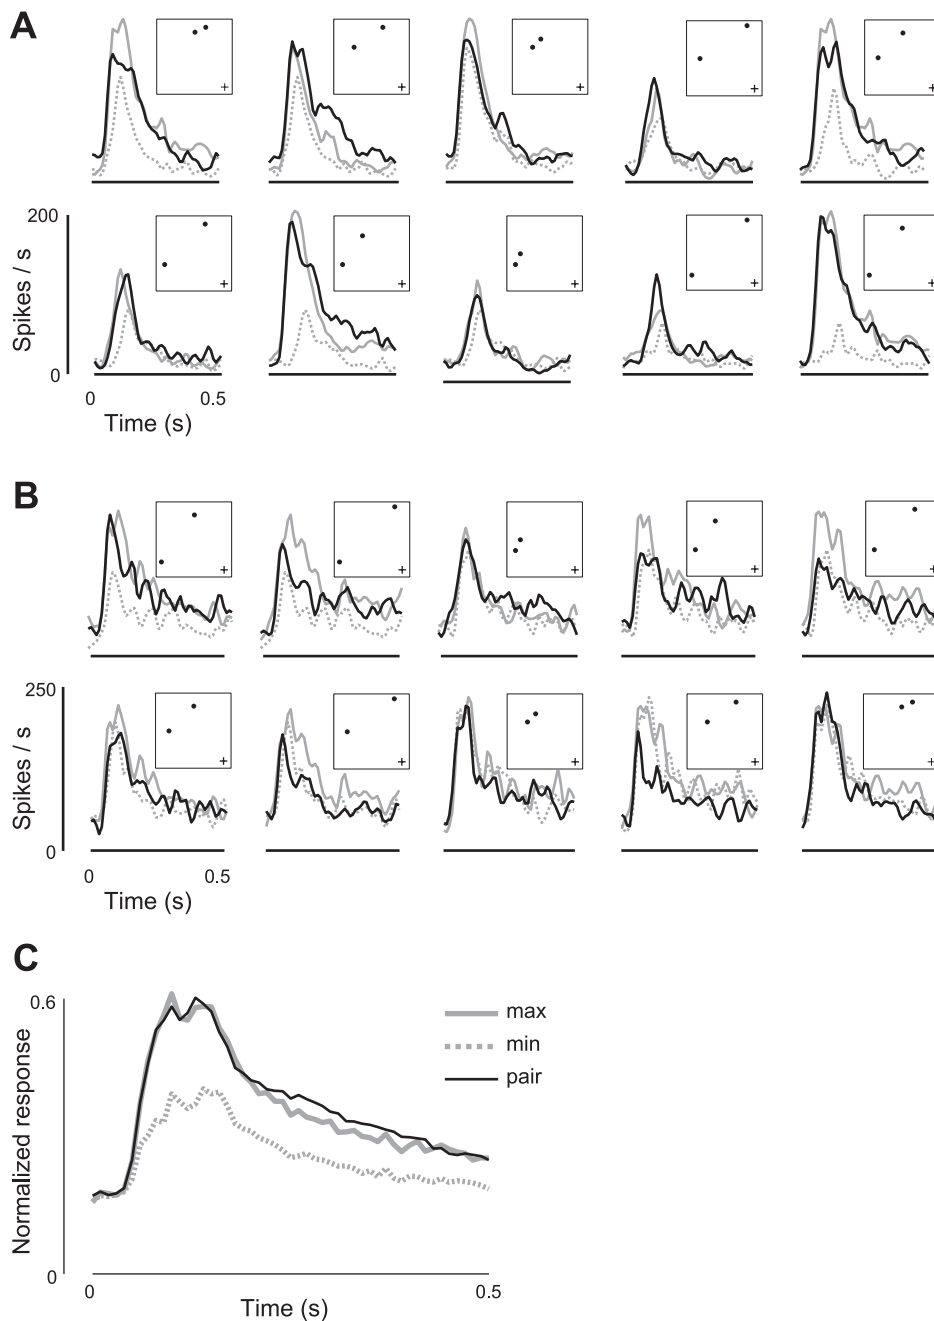 A
200
Spikes / s
0
0 0.5
Time (s)
B
250
Spikes / s
0
0 0.5
Time (s)
C
0.6
Normalized response
0
0 0.5
Time (s)
max
min
pair